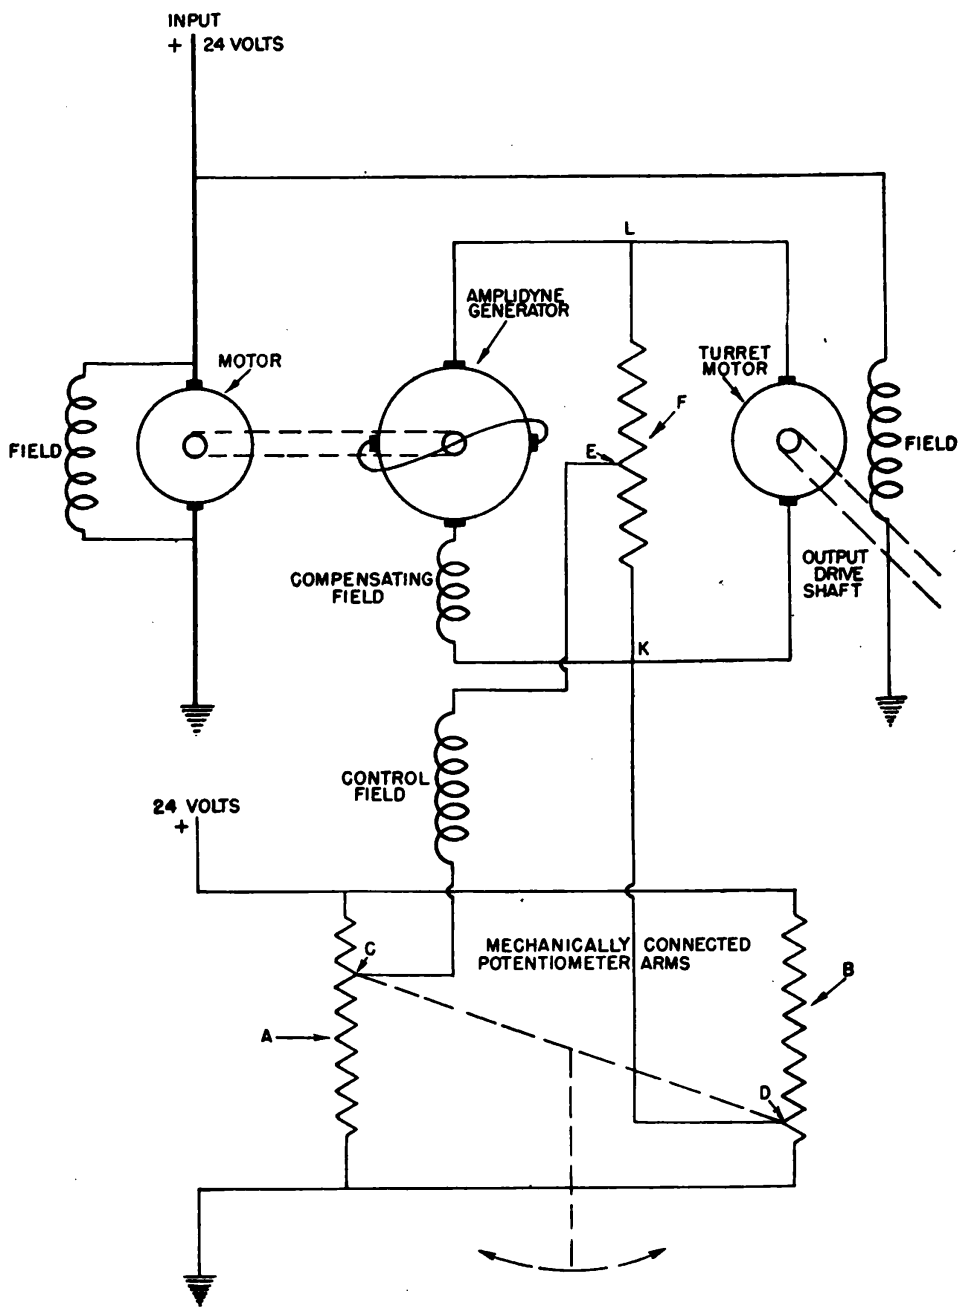 INPUT
+ 24 VOLTS
L
AMPLIDYNE
GENERATOR
MOTOR
TURRET
MOTOR
F
FIELD
E
FIELD
OUTPUT
DRIVE
SHAFT
COMPENSATING
FIELD
K
CONTROL
FIELD
24 VOLTS
+
C
MECHANICALLY CONNECTED
POTENTIOMETER ARMS
B
A
D